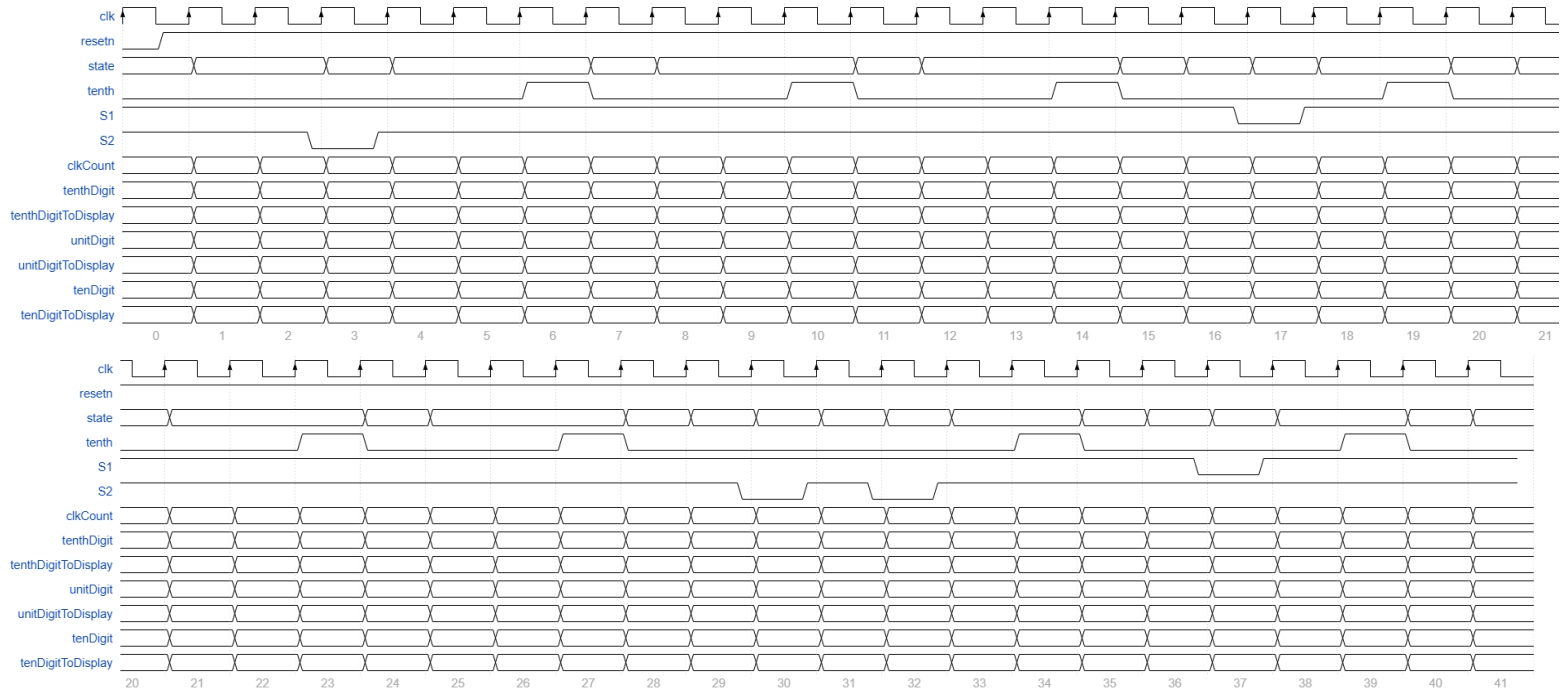 clk
resetn
state
tenth
S1
S2
clkCount
tenthDigit
tenthDigitToDisplay
unitDigit
unitDigitToDisplay
tenDigit
tenDigitToDisplay
0 1 2 3 4 5 6 7 8 9 10 11 12 13 14 15 16 17 18 19 20 21
clk
resetn
state
tenth
S1
S2
clkCount
tenthDigit
tenthDigitToDisplay
unitDigit
unitDigitToDisplay
tenDigit
tenDigitToDisplay
20 21 22 23 24 25 26 27 28 29 30 31 32 33 34 35 36 37 38 39 40 41